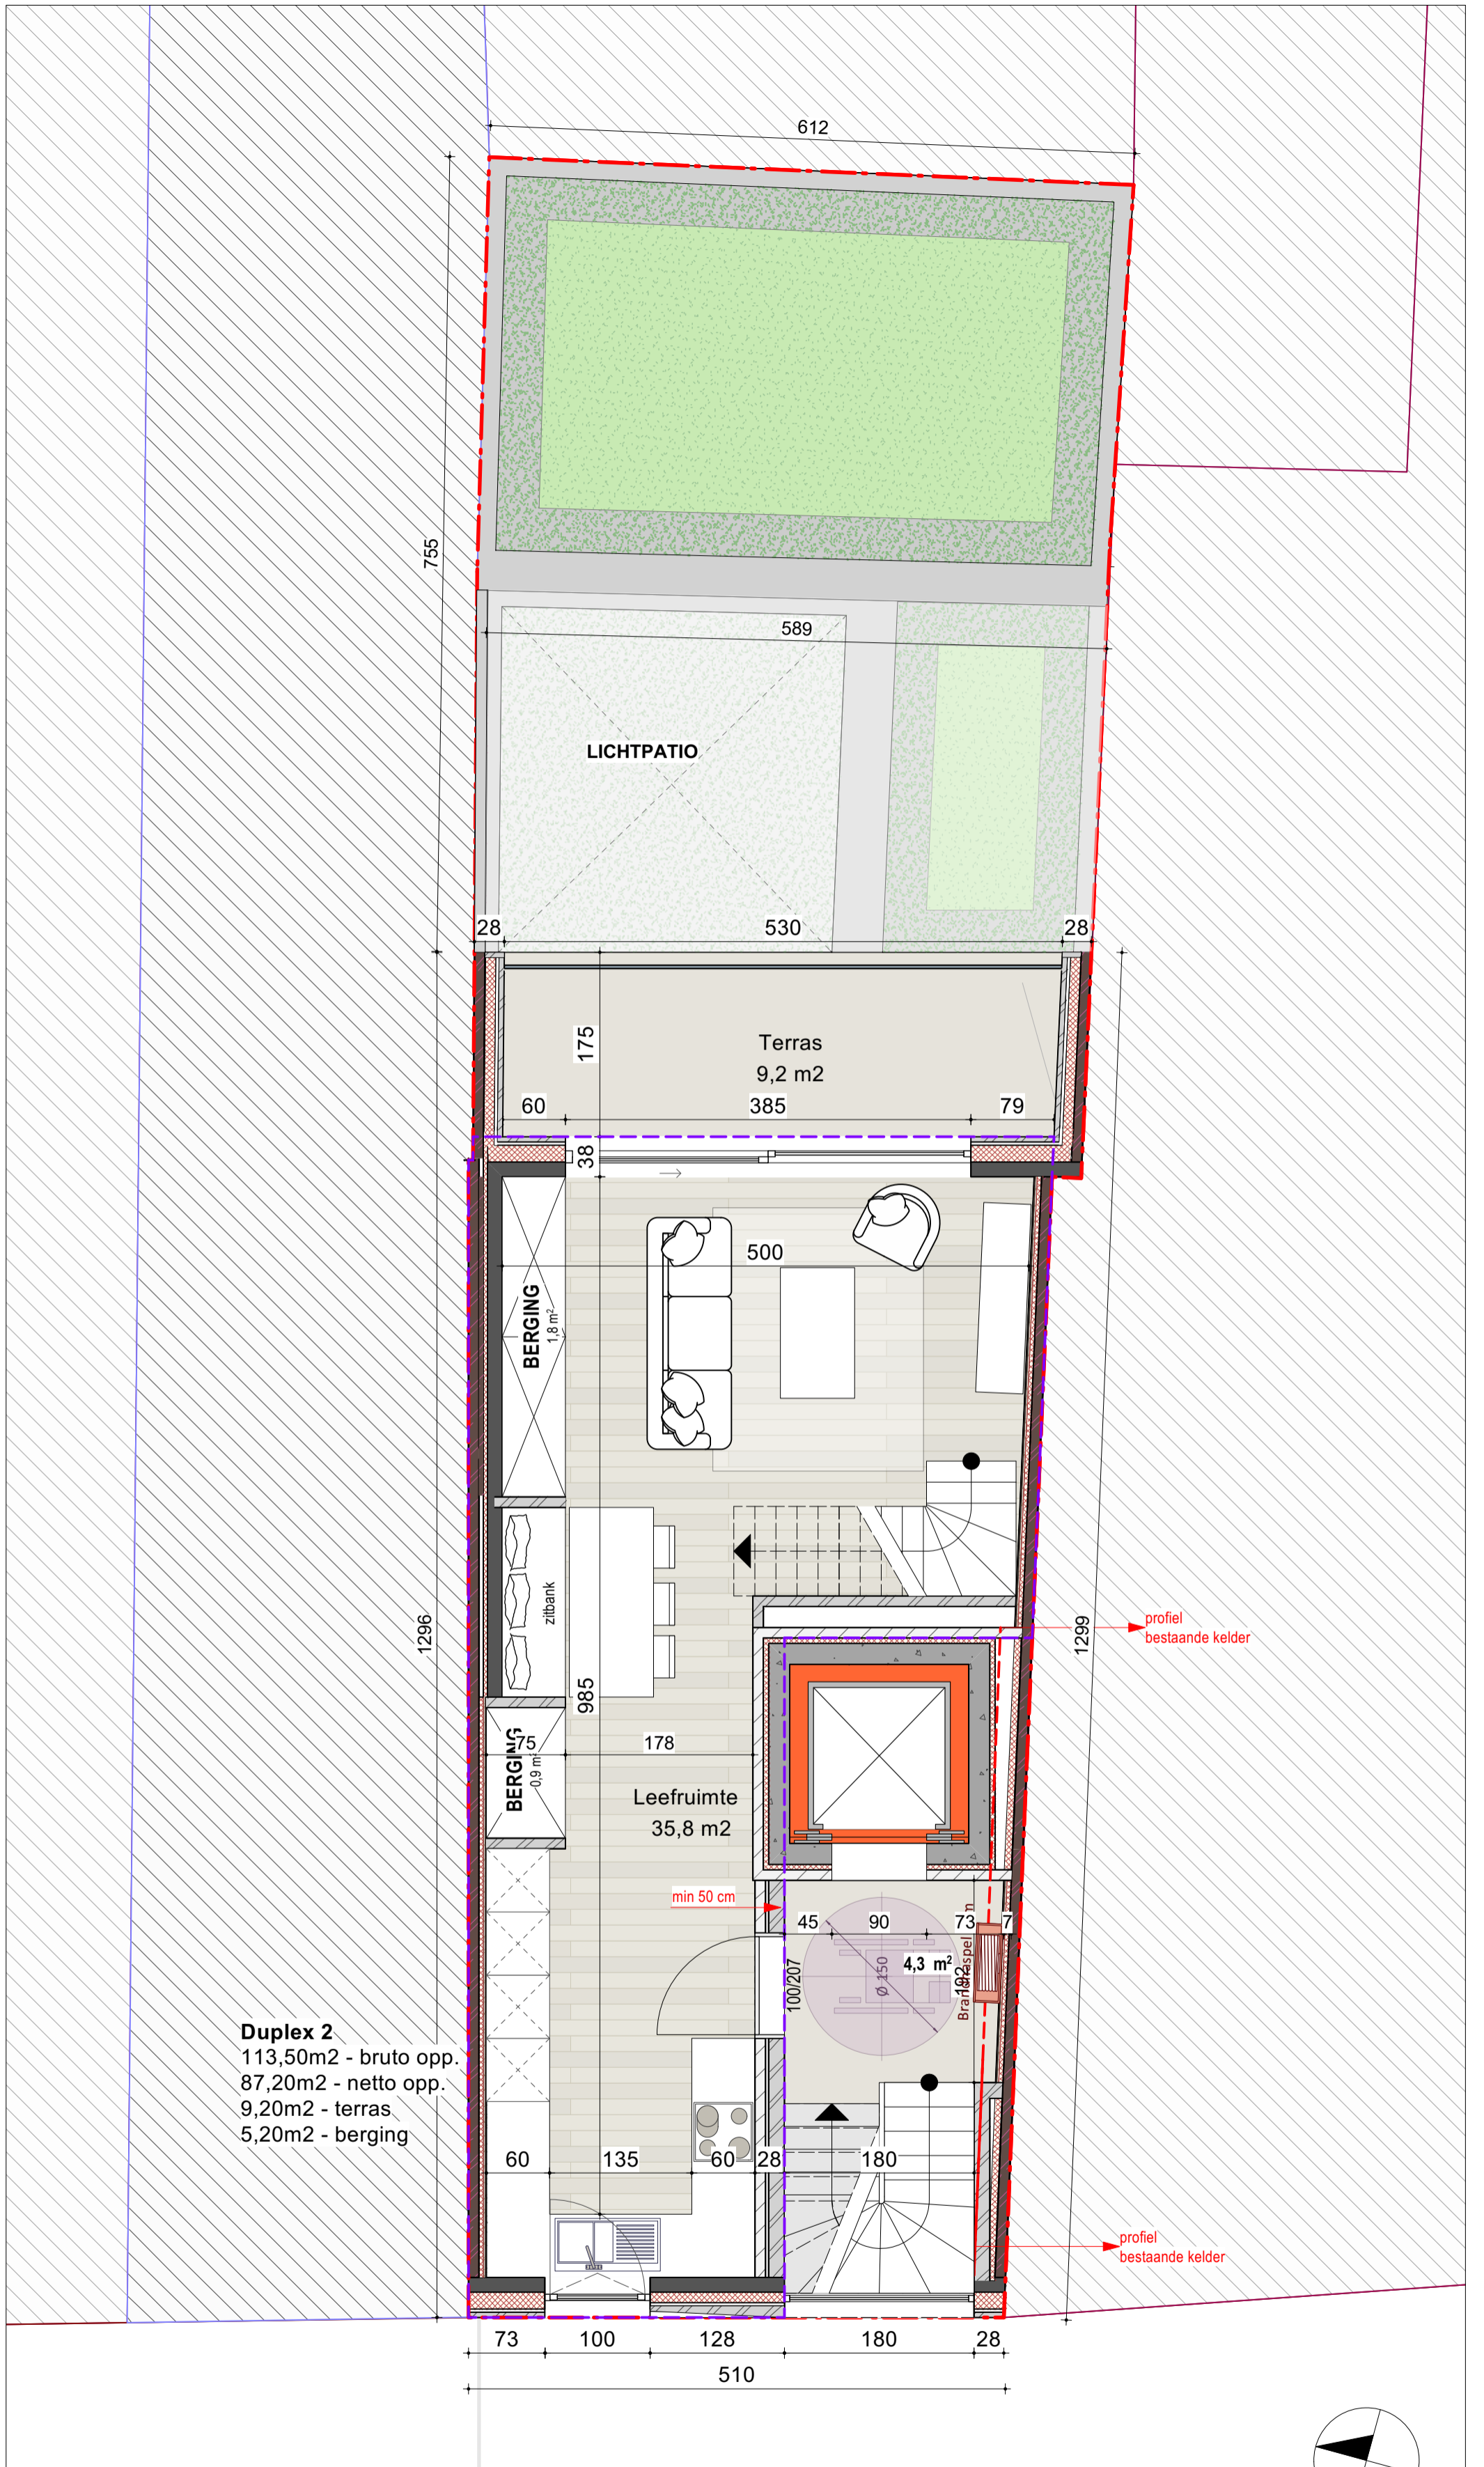 612
755
589
LICHTPATIO
28
530
28
175
Terras
9,2 m2
60
385
79
38
500
BERGING
1,8 m²
zitbank
1296
1299
profiel
bestaande kelder
985
75
178
BERGING
0,9 m²
Leefruimte
35,8 m2
min 50 cm
45
90
73
7
100/207
Ø 150
4,3 m²
192
Duplex 2
113,50m2 - bruto opp.
87,20m2 - netto opp.
9,20m2 - terras
5,20m2 - berging
60
135
60
28
180
profiel
bestaande kelder
73
100
128
180
28
510